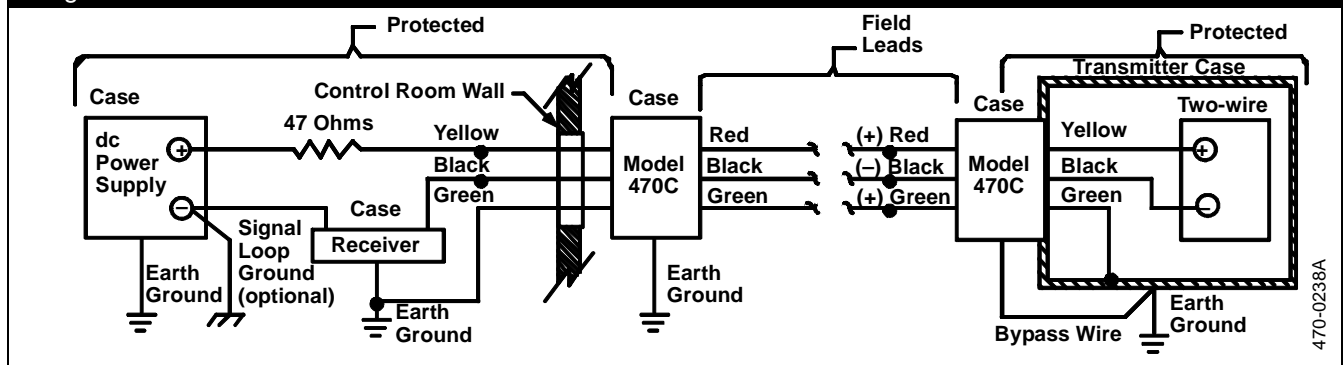 Protected
Field
Leads
Protected
Transmitter Case
Case
Control Room Wall
Case
Case
Two-wire
47 Ohms
dc
Power
Supply
+
–
Yellow
Black
Green
Model
470C
Red
Black
Green
(+) Red
(–) Black
(+) Green
Model
470C
Yellow
Black
Green
+
–
Signal
Loop
Ground
(optional)
Case
Receiver
Earth
Ground
Earth
Ground
Earth
Ground
Bypass Wire
Earth
Ground
470-0238A